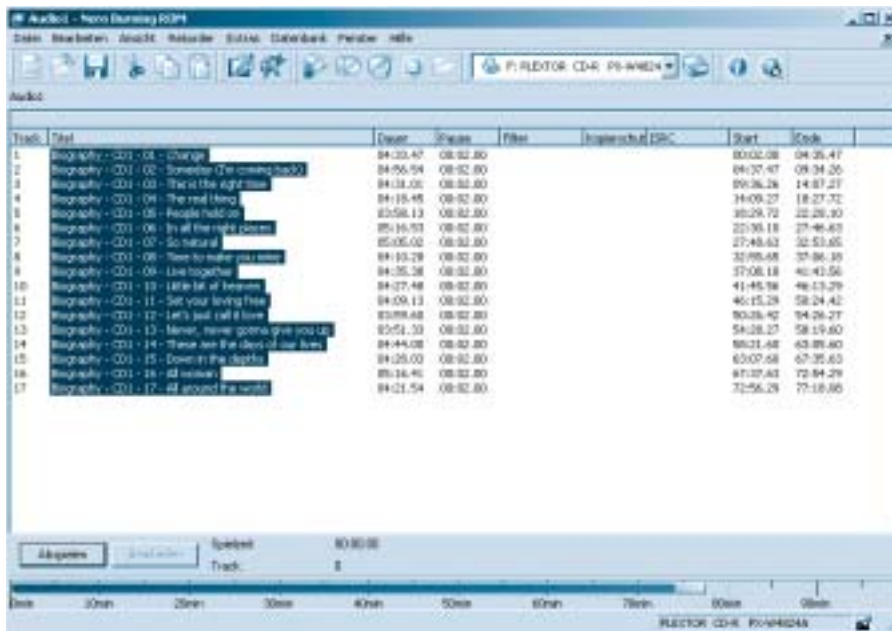 Audio1 - Nero Burning ROM
Datei Bearbeiten Ansicht Rekorder Extras Datenbank Fenster Hilfe
F: PLEXTOR CD-R PX-W4824
Audio1
Track Titel Dauer Pause Filter Kopierschut ISRC Start Ende
1 Biography - CD1 - 01 - Change 04:33.47 00:02.00 00:02.00 04:35.47
2 Biography - CD1 - 02 - Someday (I'm coming back) 04:56.54 00:02.00 04:37.47 09:34.26
3 Biography - CD1 - 03 - This is the right time 04:31.01 00:02.00 09:36.26 14:07.27
4 Biography - CD1 - 04 - The real thing 04:18.45 00:02.00 14:09.27 18:27.72
5 Biography - CD1 - 05 - People hold on 03:58.13 00:02.00 18:29.72 22:28.10
6 Biography - CD1 - 06 - In all the right places 05:16.53 00:02.00 22:30.10 27:46.63
7 Biography - CD1 - 07 - So natural 05:05.02 00:02.00 27:48.63 32:53.65
8 Biography - CD1 - 08 - Time to make you mine 04:10.28 00:02.00 32:55.65 37:06.18
9 Biography - CD1 - 09 - Live together 04:35.38 00:02.00 37:08.18 41:43.56
10 Biography - CD1 - 10 - Little bit of heaven 04:27.48 00:02.00 41:45.56 46:13.29
11 Biography - CD1 - 11 - Set your loving free 04:09.13 00:02.00 46:15.29 50:24.42
12 Biography - CD1 - 12 - Let's just call it love 03:59.60 00:02.00 50:26.42 54:26.27
13 Biography - CD1 - 13 - Never, never gonna give you up 03:51.33 00:02.00 54:28.27 58:19.60
14 Biography - CD1 - 14 - These are the days of our lives 04:44.00 00:02.00 58:21.60 63:05.60
15 Biography - CD1 - 15 - Down in the depths 04:28.03 00:02.00 63:07.60 67:35.63
16 Biography - CD1 - 16 - All woman 05:16.41 00:02.00 67:37.63 72:54.29
17 Biography - CD1 - 17 - All around the world 04:21.54 00:02.00 72:56.29 77:18.08
Abspielen Spielzeit 00:00.00
Track: 0
0min 10min 20min 30min 40min 50min 60min 70min 80min 90min
PLEXTOR CD-R PX-W4824A